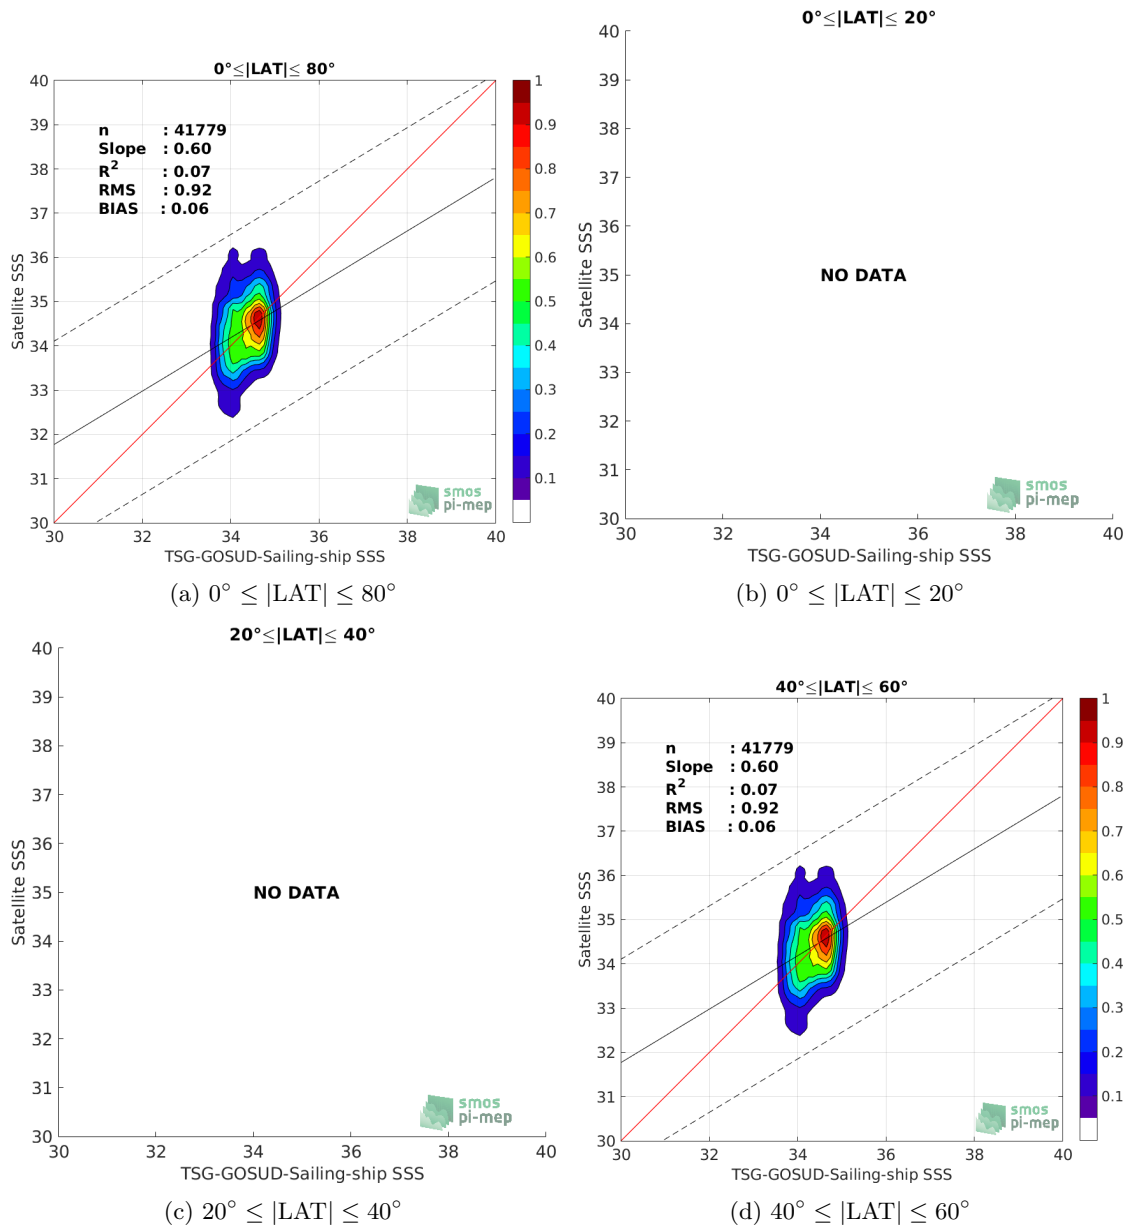 0°≤|LAT|≤ 80°
40
39
38
37
36
35
34
33
32
31
30
Satellite SSS
n : 41779
Slope : 0.60
R2 : 0.07
RMS : 0.92
BIAS : 0.06
smos
pi-mep
30 32 34 36 38 40
TSG-GOSUD-Sailing-ship SSS
1
0.9
0.8
0.7
0.6
0.5
0.4
0.3
0.2
0.1
(a) 0° ≤ |LAT| ≤ 80°
0°≤|LAT|≤ 20°
40
39
38
37
36
35
34
33
32
31
30
Satellite SSS
NO DATA
smos
pi-mep
30 32 34 36 38 40
TSG-GOSUD-Sailing-ship SSS
(b) 0° ≤ |LAT| ≤ 20°
20°≤|LAT|≤ 40°
40
39
38
37
36
35
34
33
32
31
30
Satellite SSS
NO DATA
smos
pi-mep
30 32 34 36 38 40
TSG-GOSUD-Sailing-ship SSS
(c) 20° ≤ |LAT| ≤ 40°
40°≤|LAT|≤ 60°
40
39
38
37
36
35
34
33
32
31
30
Satellite SSS
n : 41779
Slope : 0.60
R2 : 0.07
RMS : 0.92
BIAS : 0.06
smos
pi-mep
30 32 34 36 38 40
TSG-GOSUD-Sailing-ship SSS
1
0.9
0.8
0.7
0.6
0.5
0.4
0.3
0.2
0.1
(d) 40° ≤ |LAT| ≤ 60°